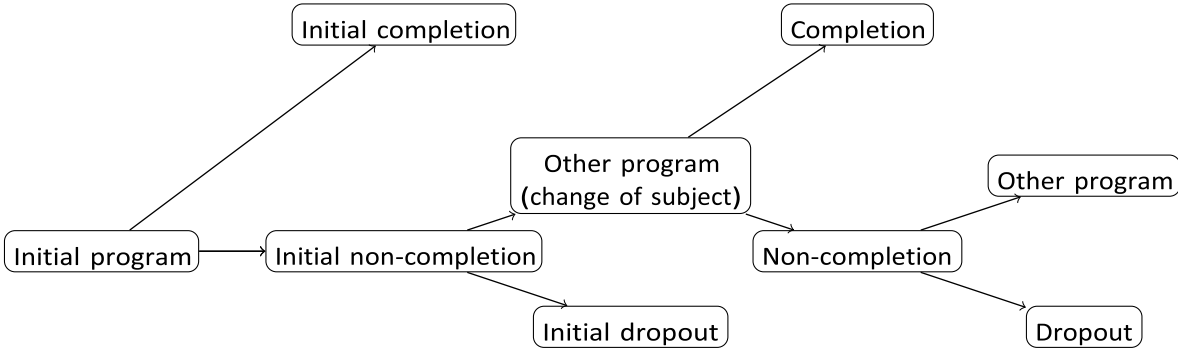 Initial completion
Completion
Other program
(change of subject)
Other program
Initial program
Initial non-completion
Non-completion
Initial dropout
Dropout